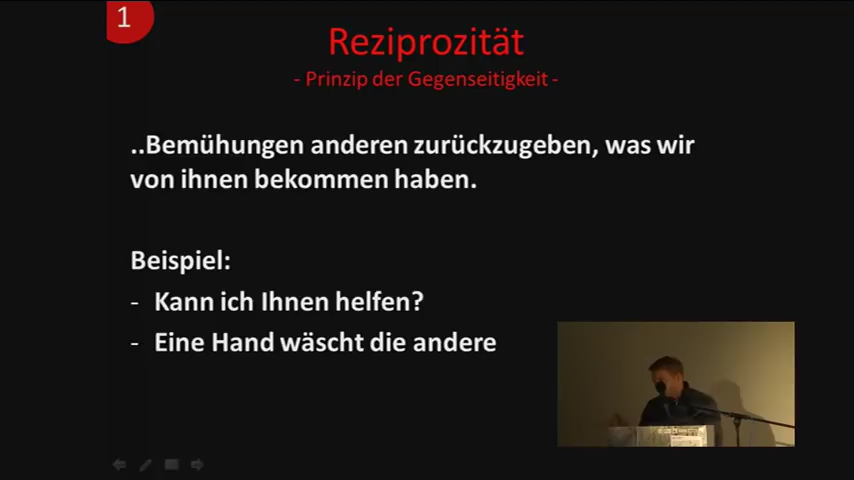 1
Reziprozität
- Prinzip der Gegenseitigkeit -
..Bemühungen anderen zurückzugeben, was wir
von ihnen bekommen haben.
Beispiel:
- Kann ich Ihnen helfen?
- Eine Hand wäscht die andere